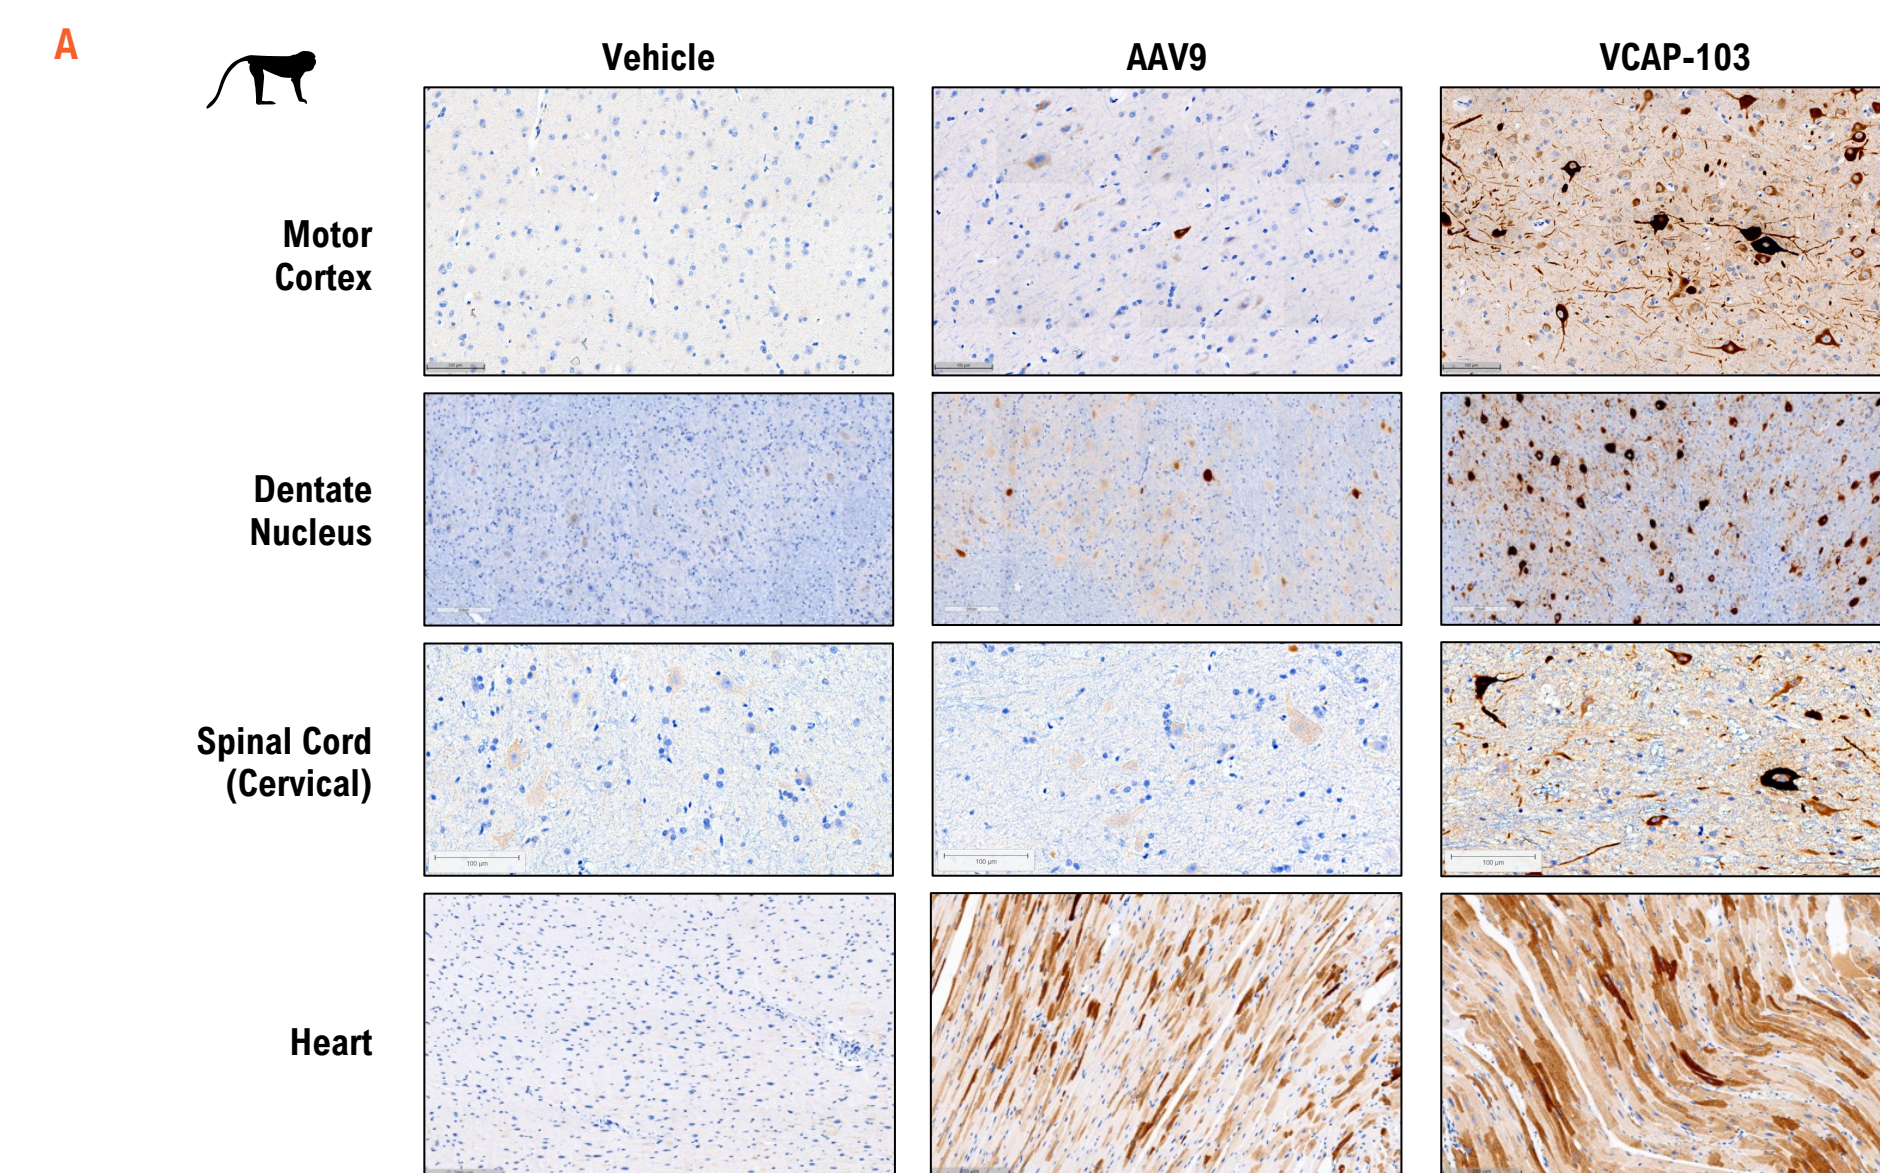 A
Vehicle
AAV9
VCAP-103
Motor
Cortex
Dentate
Nucleus
Spinal Cord
(Cervical)
100 µm
100 µm
100 µm
Heart